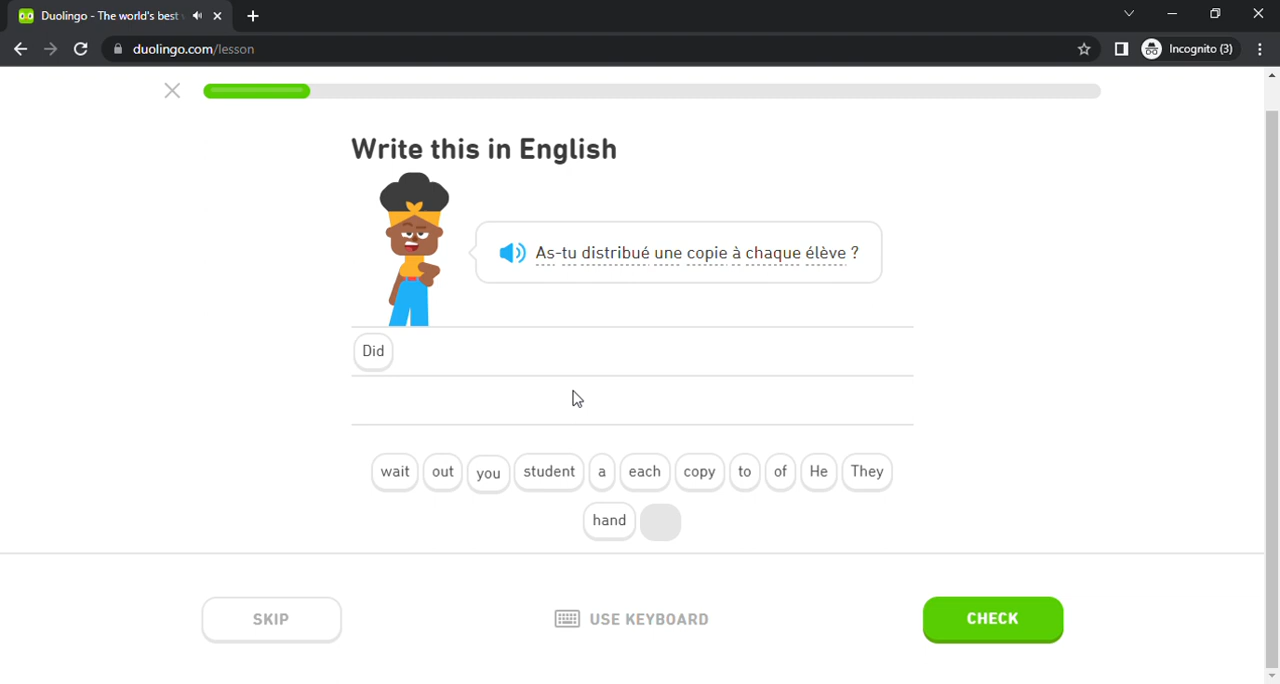 Duolingo - The world's best
duolingo.com/lesson
Incognito (3)
Write this in English
As-tu distribué une copie à chaque élève ?
Did
wait out you student a each copy to of He They
hand
SKIP
USE KEYBOARD
CHECK